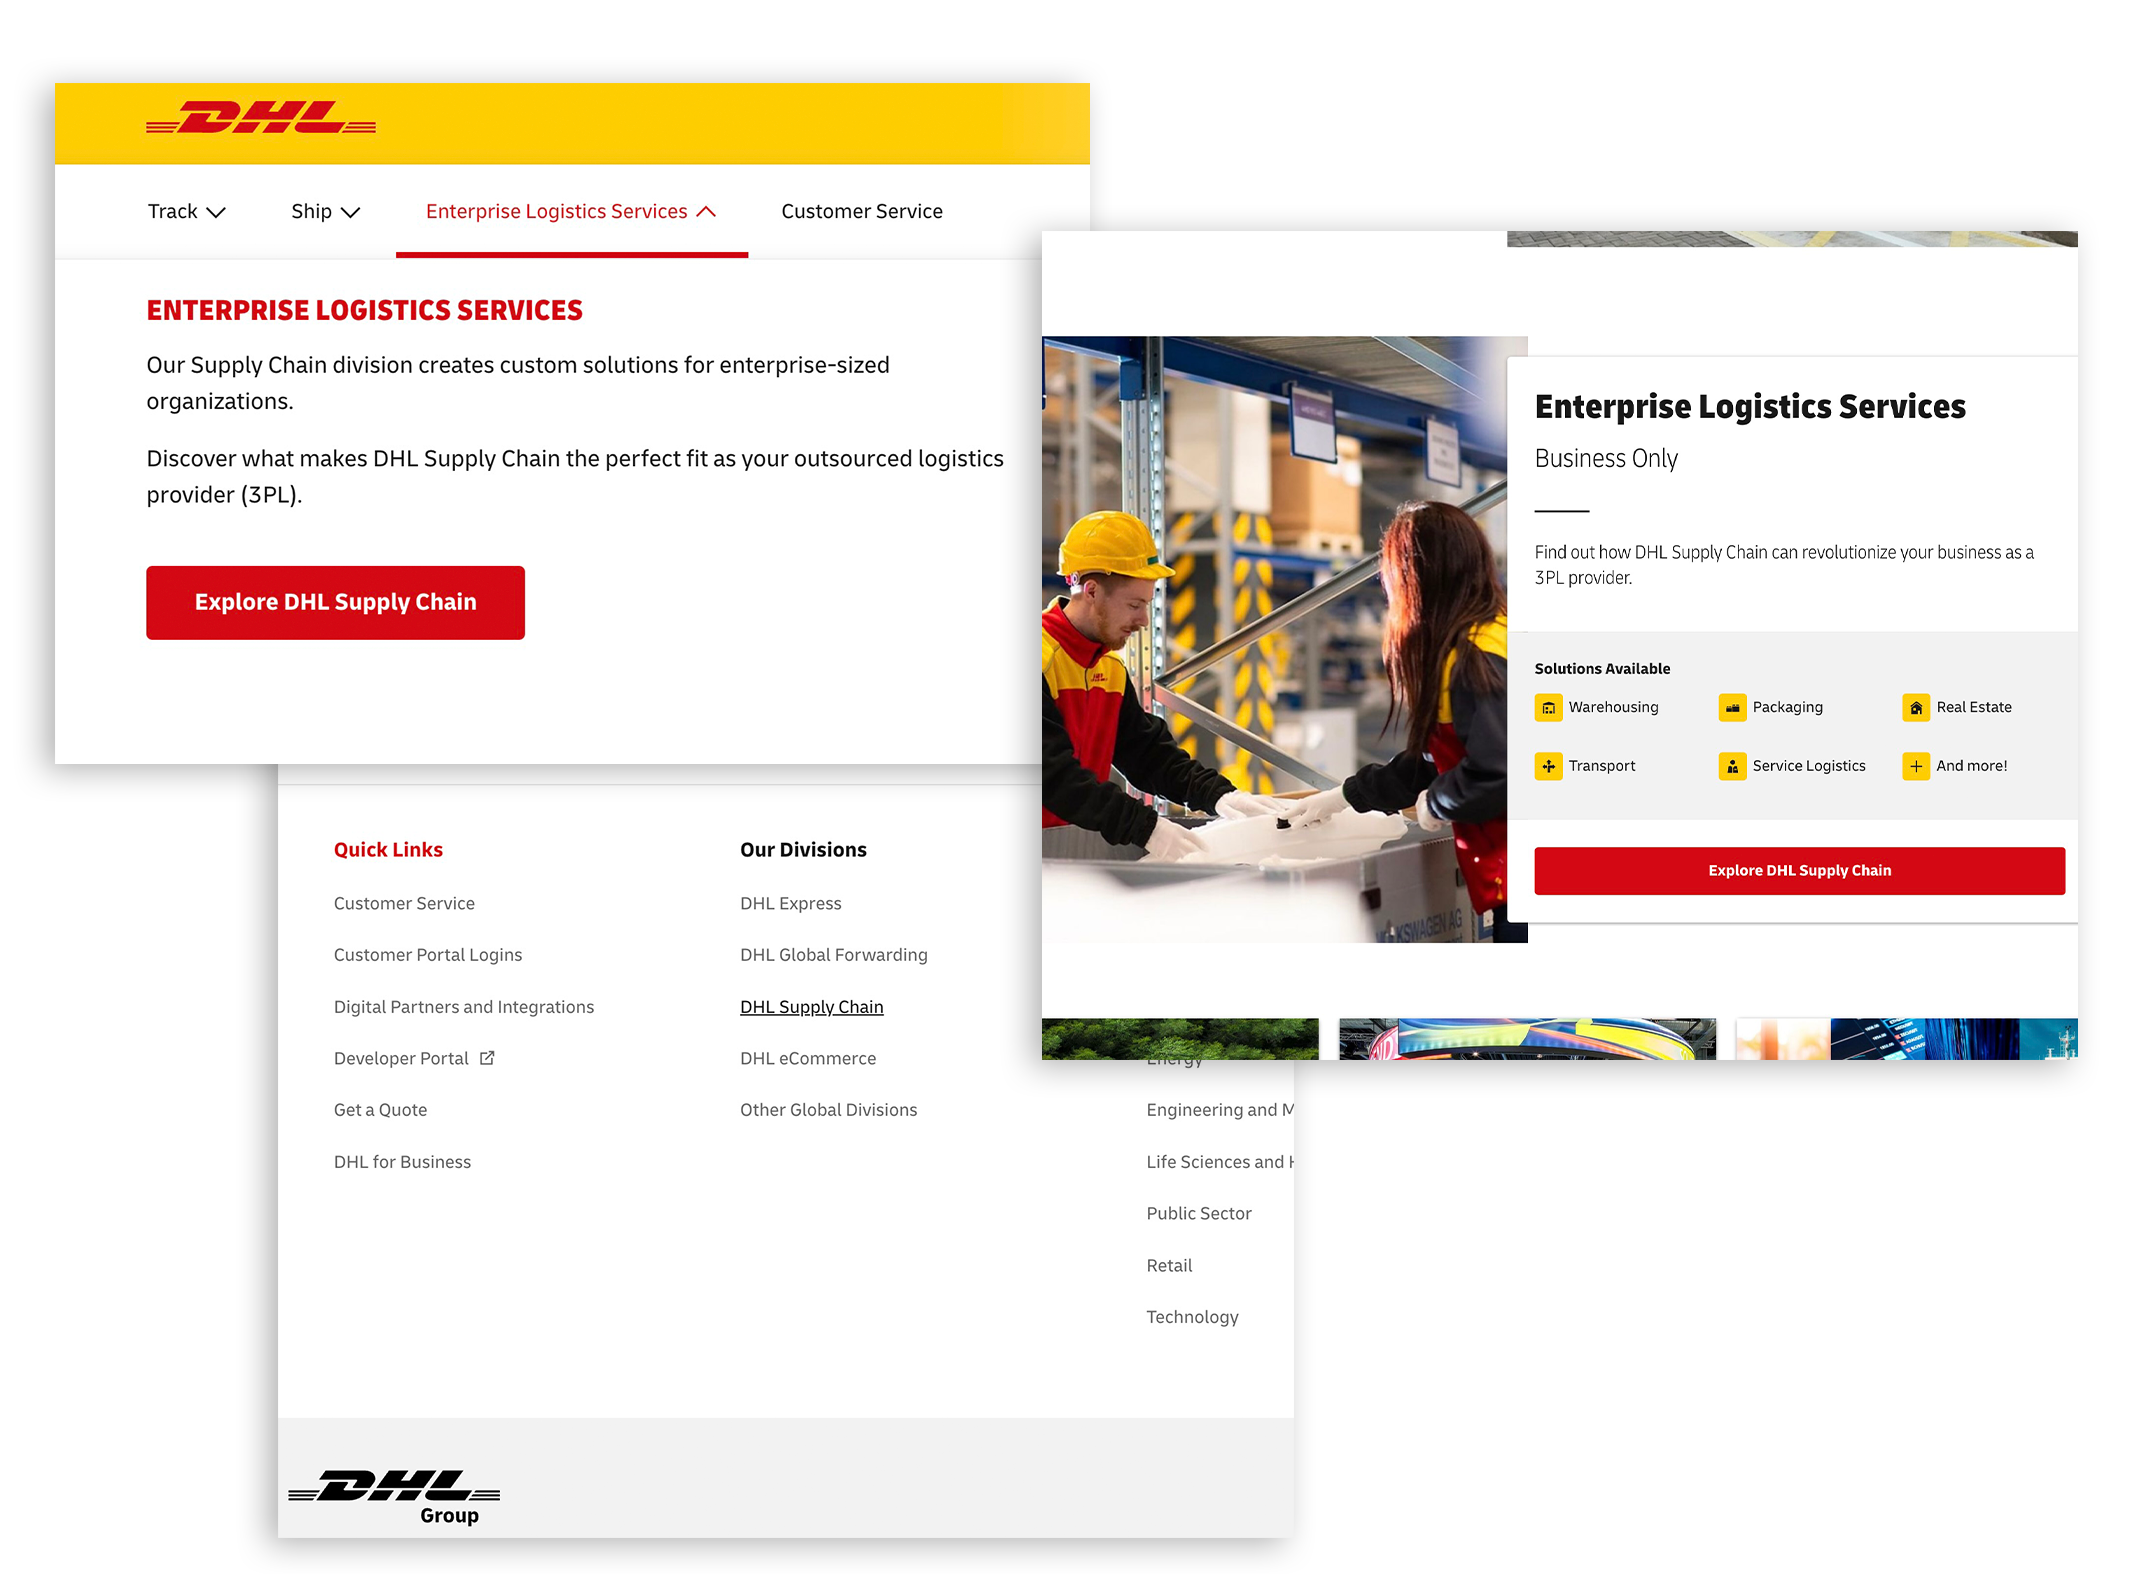 DHL
Track
Ship
Enterprise Logistics Services
Customer Service
ENTERPRISE LOGISTICS SERVICES
Our Supply Chain division creates custom solutions for enterprise-sized
organizations.
Discover what makes DHL Supply Chain the perfect fit as your outsourced logistics
provider (3PL).
Explore DHL Supply Chain
Enterprise Logistics Services
Business Only
Find out how DHL Supply Chain can revolutionize your business as a
3PL provider.
Solutions Available
Warehousing
Packaging
Real Estate
Transport
Service Logistics
And more!
Explore DHL Supply Chain
Quick Links
Customer Service
Customer Portal Logins
Digital Partners and Integrations
Developer Portal
Get a Quote
DHL for Business
Our Divisions
DHL Express
DHL Global Forwarding
DHL Supply Chain
DHL eCommerce
Other Global Divisions
Energy
Engineering and
Life Sciences and
Public Sector
Retail
Technology
DHL
Group